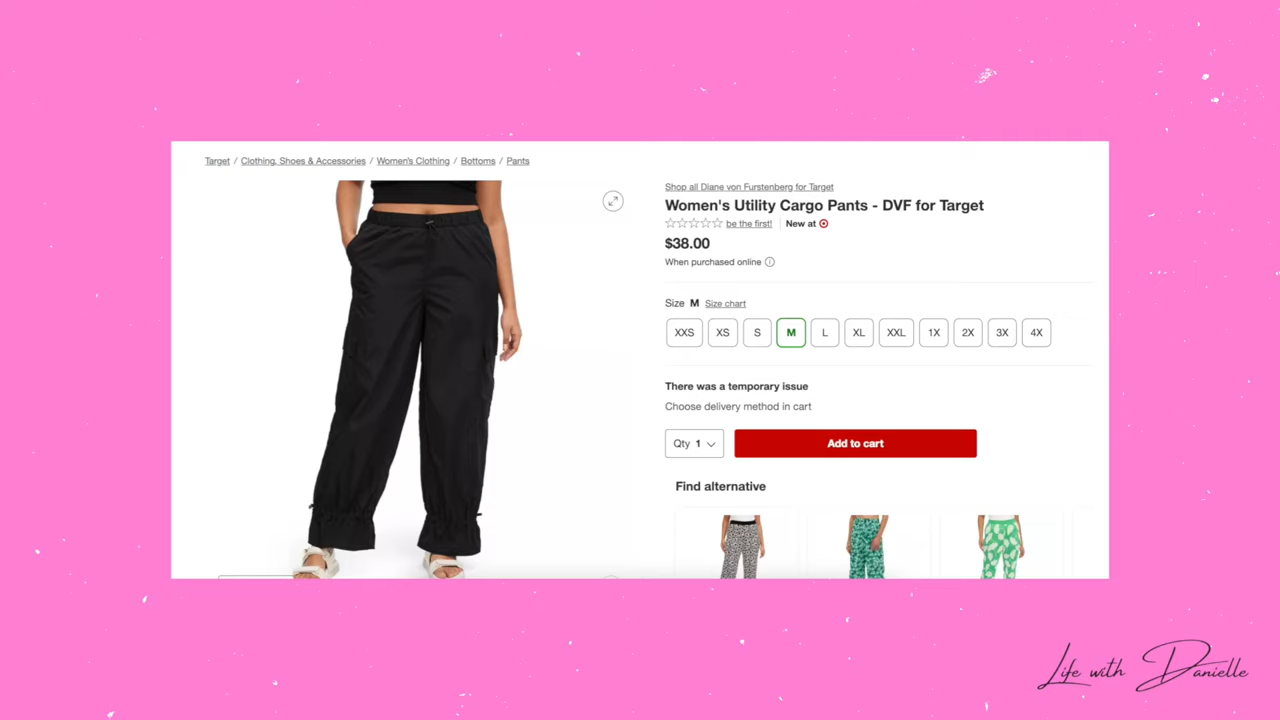 Target / Clothing, Shoes & Accessories / Women's Clothing / Bottoms / Pants
Shop all Diane von Furstenberg for Target
Women's Utility Cargo Pants - DVF for Target
be the first! New at
$38.00
When purchased online
Size M Size chart
XXS XS S M L XL XXL 1X 2X 3X 4X
There was a temporary issue
Choose delivery method in cart
Qty 1 Add to cart
Find alternative
Life with Danielle